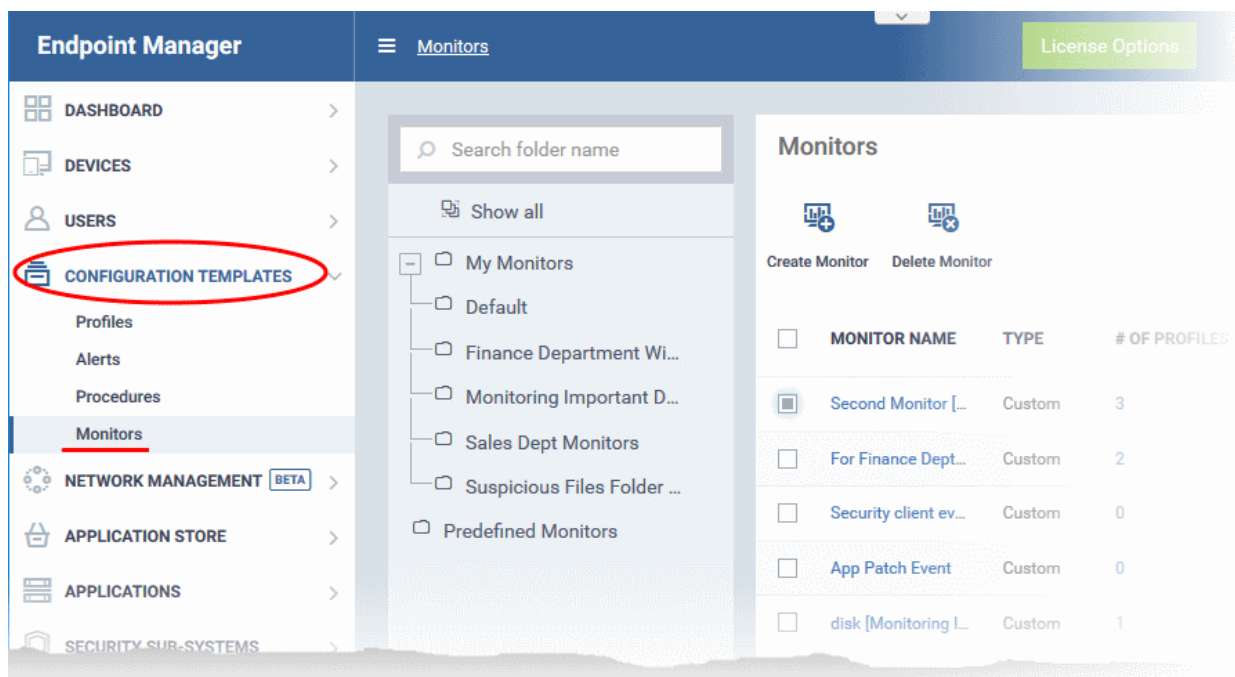 Endpoint Manager
Monitors
License Options
DASHBOARD
DEVICES
USERS
CONFIGURATION TEMPLATES
Profiles
Alerts
Procedures
Monitors
NETWORK MANAGEMENT BETA
APPLICATION STORE
APPLICATIONS
SECURITY SUB-SYSTEMS
Search folder name
Show all
My Monitors
Default
Finance Department Wi...
Monitoring Important D...
Sales Dept Monitors
Suspicious Files Folder ...
Predefined Monitors
Monitors
Create Monitor Delete Monitor
MONITOR NAME TYPE # OF PROFILES
Second Monitor [... Custom 3
For Finance Dept... Custom 2
Security client ev... Custom 0
App Patch Event Custom 0
disk [Monitoring I... Custom 1